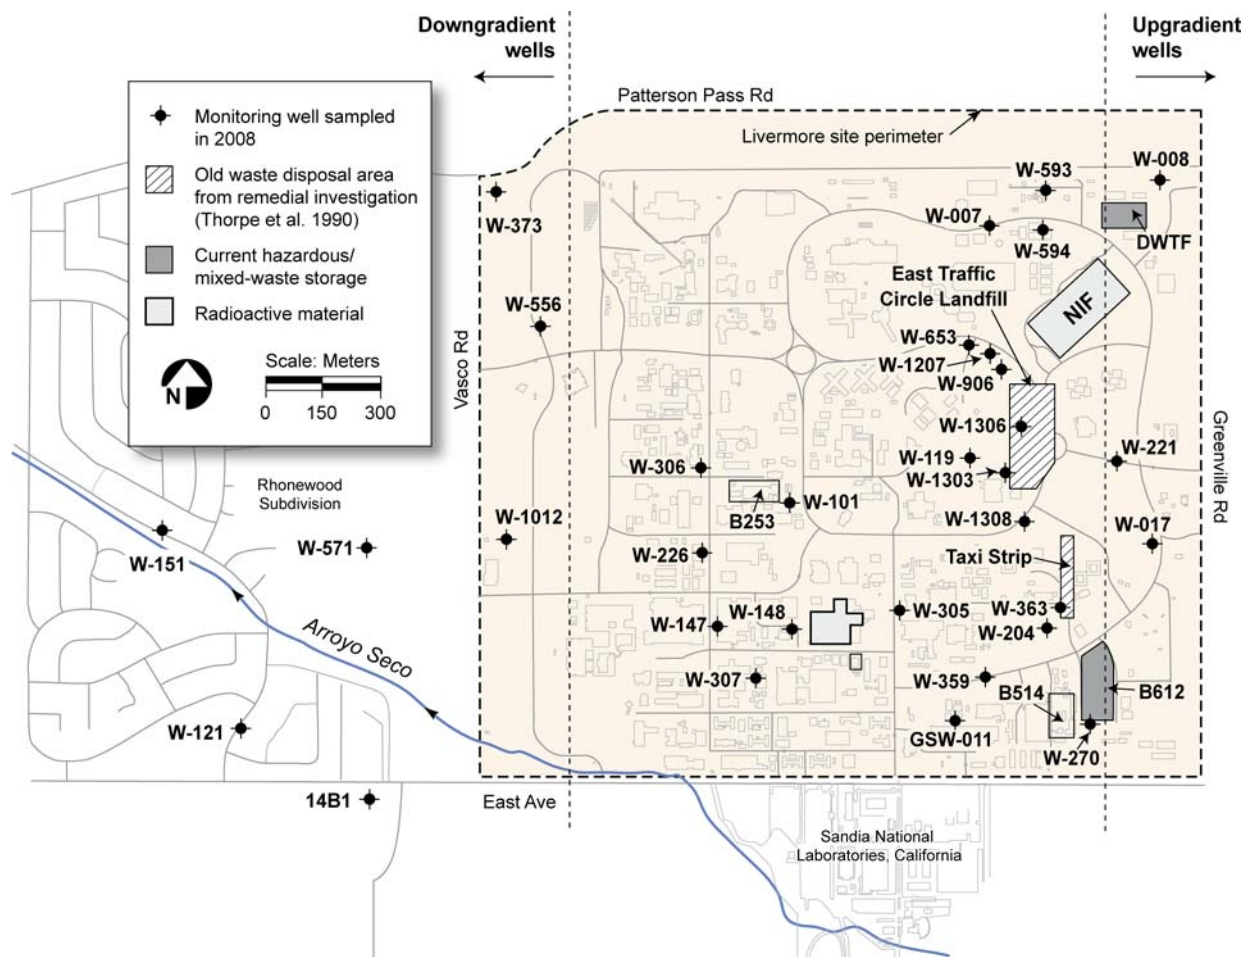 Downgradient
wells
Upgradient
wells
Patterson Pass Rd
Livermore site perimeter
Monitoring well sampled
in 2008
Old waste disposal area
from remedial investigation
(Thorpe et al. 1990)
Current hazardous/
mixed-waste storage
Radioactive material
N
Scale: Meters
0 150 300
W-008
W-593
W-373
W-007
W-594
DWTF
East Traffic
Circle Landfill
NIF
W-556
Vasco Rd
W-653
W-1207
W-906
W-1306
Greenville Rd
W-119
W-221
W-306
W-1303
Rhonewood
Subdivision
B253
W-101
W-1308
W-017
W-1012
W-151
W-571
W-226
Taxi Strip
Arroyo Seco
W-147
W-148
W-305
W-363
W-204
W-307
W-359
B514
B612
W-121
GSW-011
W-270
14B1
East Ave
Sandia National
Laboratories, California